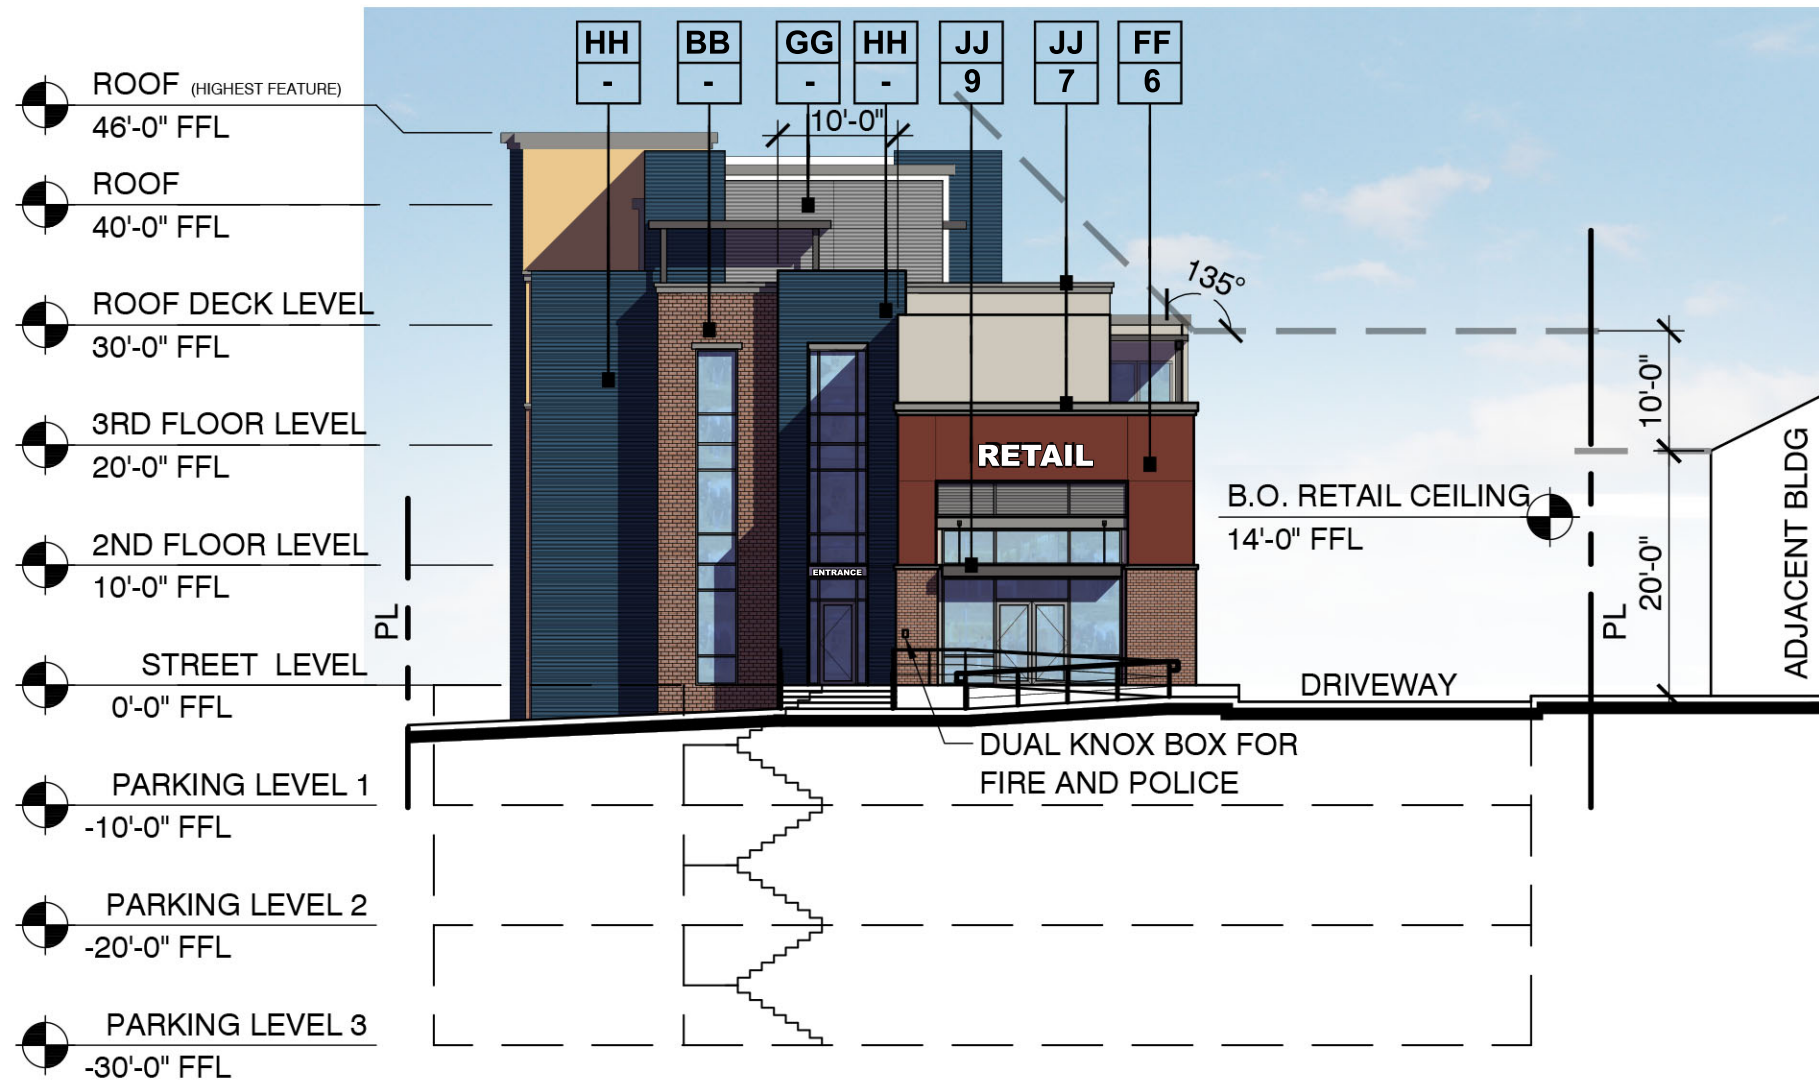 HH BB GG HH JJ JJ FF
- - - - 9 7 6
ROOF (HIGHEST FEATURE)
46'-0" FFL
10'-0"
ROOF
40'-0" FFL
135°
ROOF DECK LEVEL
30'-0" FFL
10'-0"
3RD FLOOR LEVEL
20'-0" FFL
RETAIL
B.O. RETAIL CEILING
14'-0" FFL
2ND FLOOR LEVEL
10'-0" FFL
ENTRANCE
20'-0"
ADJACENT BLDG
PL
PL
STREET LEVEL
0'-0" FFL
DRIVEWAY
DUAL KNOX BOX FOR
FIRE AND POLICE
PARKING LEVEL 1
-10'-0" FFL
PARKING LEVEL 2
-20'-0" FFL
PARKING LEVEL 3
-30'-0" FFL